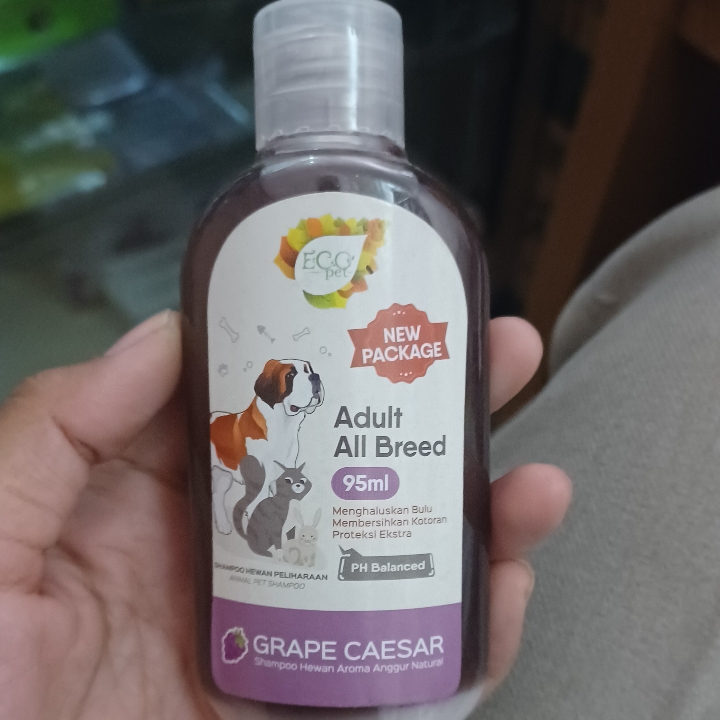 ECO
pet
NEW
PACKAGE
Adult
All Breed
95ml
Menghaluskan Bulu
Membersihkan Kotoran
Proteksi Ekstra
PH Balanced
SHAMPOO HEWAN PELIHARAAN
ANIMAL PET SHAMPOO
GRAPE CAESAR
Shampoo Hewan Aroma Anggur Natural